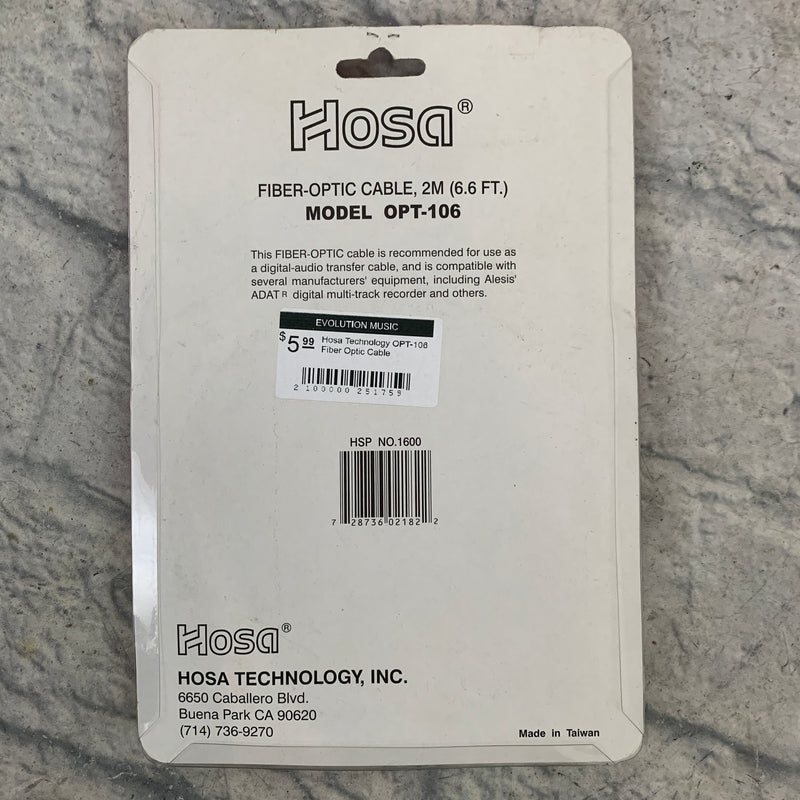 Hosa®
FIBER-OPTIC CABLE, 2M (6.6 FT.)
MODEL OPT-106
This FIBER-OPTIC cable is recommended for use as
a digital-audio transfer cable, and is compatible with
several manufacturers' equipment, including Alesis'
ADAT R digital multi-track recorder and others.
EVOLUTION MUSIC
$5.99 Hosa Technology OPT-106
Fiber Optic Cable
2 100000 251759
HSP NO.1600
7 28736 02182 2
Hosa®
HOSA TECHNOLOGY, INC.
6650 Caballero Blvd.
Buena Park CA 90620
(714) 736-9270
Made in Taiwan